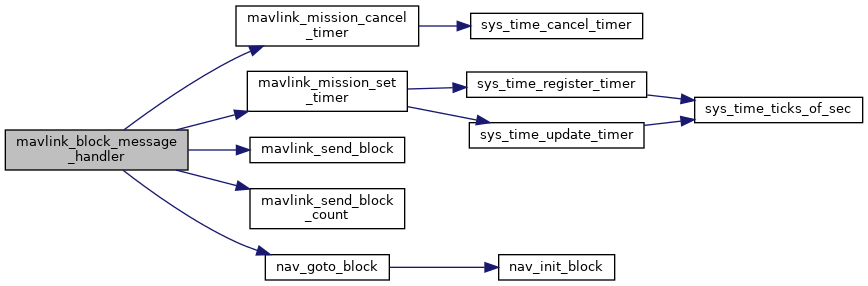 mavlink_block_message
_handler
mavlink_mission_cancel
_timer
sys_time_cancel_timer
mavlink_mission_set
_timer
sys_time_register_timer
sys_time_ticks_of_sec
sys_time_update_timer
mavlink_send_block
mavlink_send_block
_count
nav_goto_block
nav_init_block